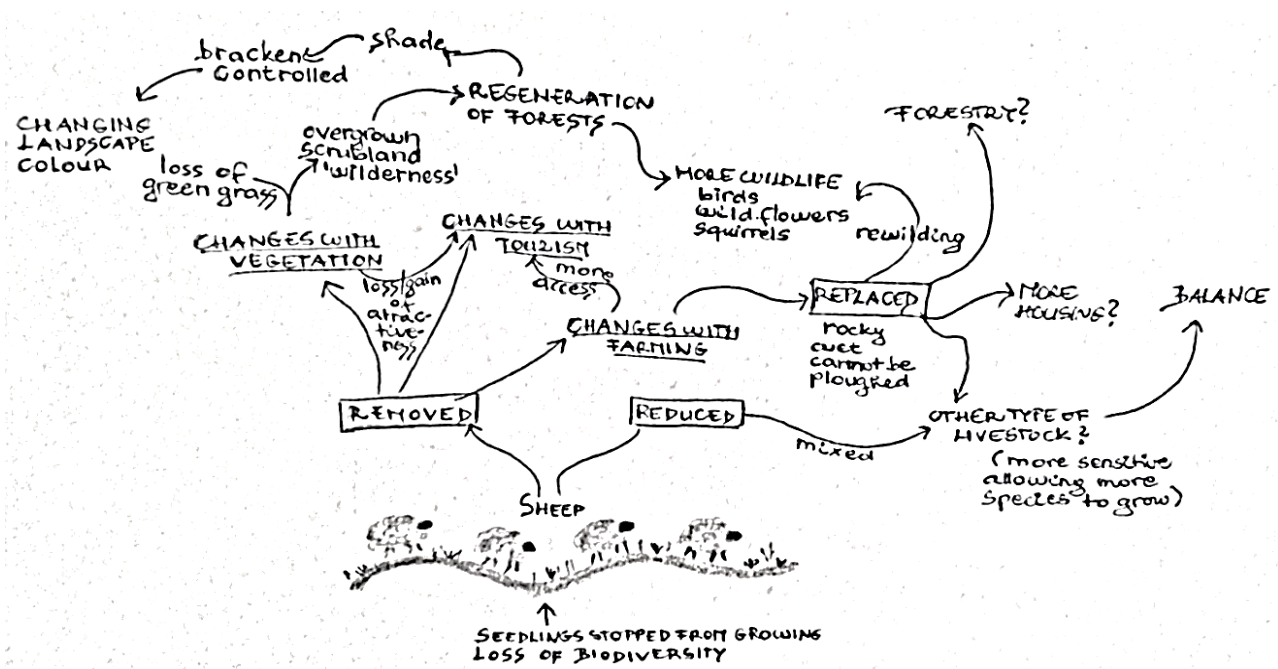 shade
bracken
controlled
REGENERATION
OF FORESTS
FORESTRY?
CHANGING
LANDSCAPE
COLOUR
overgrown
scrubland
'wilderness'
loss of
green grass
MORE WILDLIFE
birds
wild flowers
squirrels
rewilding
CHANGES WITH
TOURISM
CHANGES WITH
VEGETATION
loss/gain
of
attrac-
tive-
ness
more
access
REPLACED
rocky
cannot be
ploughed
MORE
HOUSING?
BALANCE
CHANGES WITH
FARMING
REMOVED
REDUCED
mixed
OTHER TYPE OF
LIVESTOCK?
(more sensitive
allowing more
species to grow)
SHEEP
SEEDLINGS STOPPED FROM GROWING
LOSS OF BIODIVERSITY